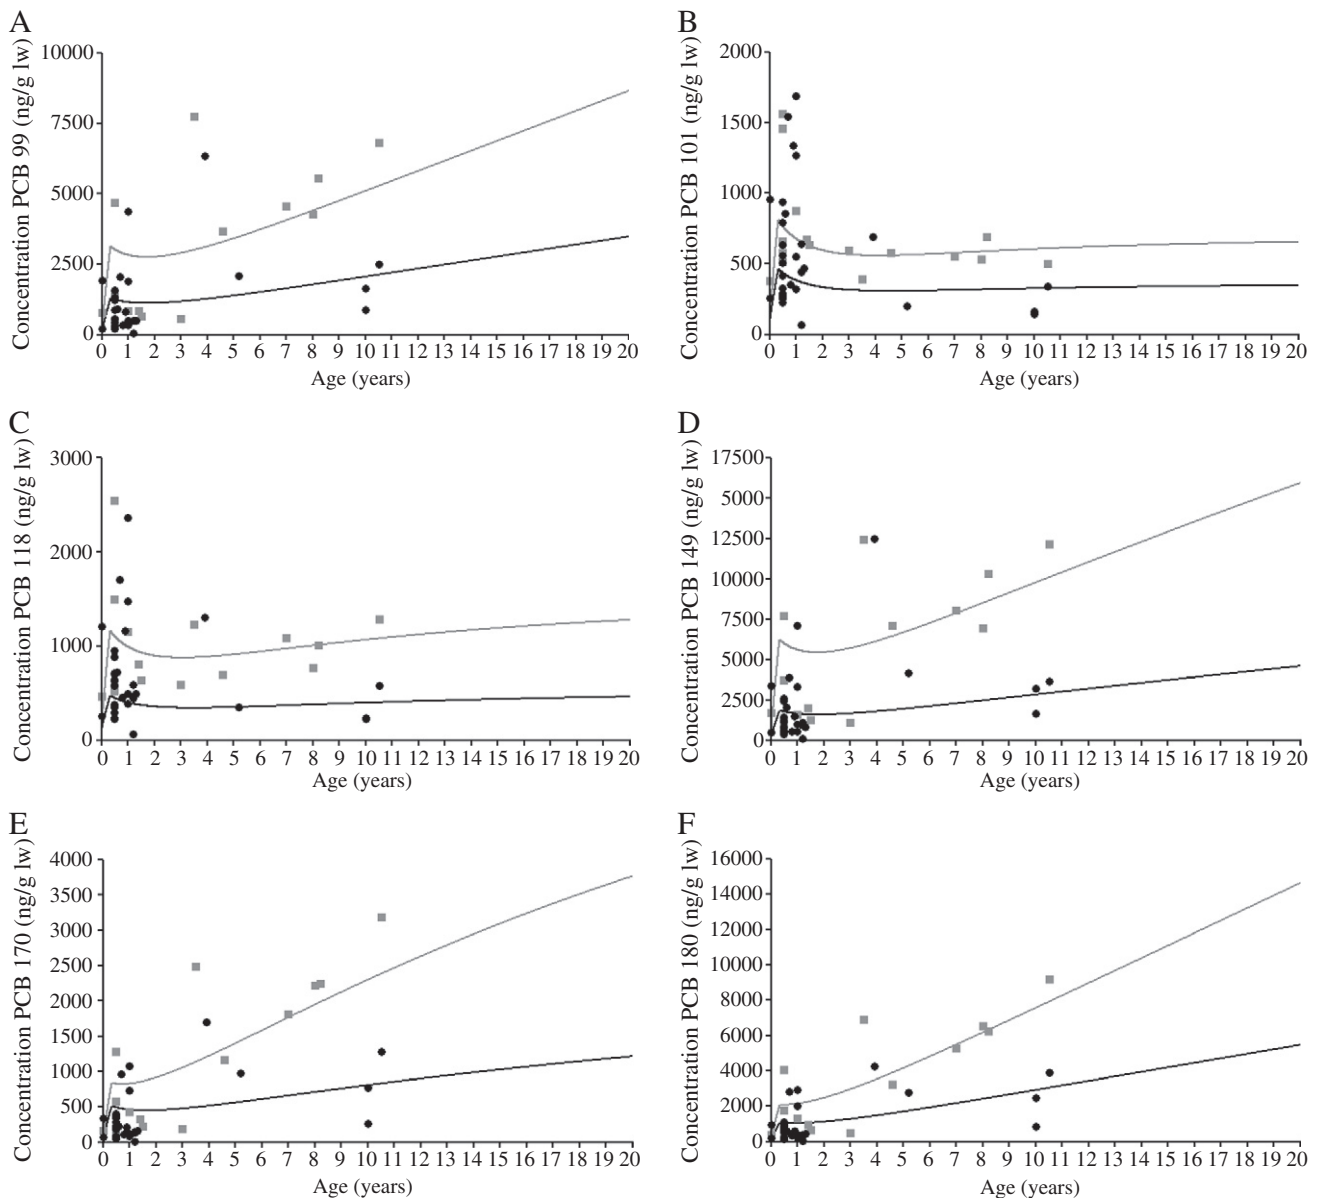 A
Concentration PCB 99 (ng/g lw)
10000
7500
5000
2500
0
0 1 2 3 4 5 6 7 8 9 10 11 12 13 14 15 16 17 18 19 20
Age (years)
B
Concentration PCB 101 (ng/g lw)
2000
1500
1000
500
0
0 1 2 3 4 5 6 7 8 9 10 11 12 13 14 15 16 17 18 19 20
Age (years)
C
Concentration PCB 118 (ng/g lw)
3000
2000
1000
0
0 1 2 3 4 5 6 7 8 9 10 11 12 13 14 15 16 17 18 19 20
Age (years)
D
Concentration PCB 149 (ng/g lw)
17500
15000
12500
10000
7500
5000
2500
0
0 1 2 3 4 5 6 7 8 9 10 11 12 13 14 15 16 17 18 19 20
Age (years)
E
Concentration PCB 170 (ng/g lw)
4000
3500
3000
2500
2000
1500
1000
500
0
0 1 2 3 4 5 6 7 8 9 10 11 12 13 14 15 16 17 18 19 20
Age (years)
F
Concentration PCB 180 (ng/g lw)
16000
14000
12000
10000
8000
6000
4000
2000
0
0 1 2 3 4 5 6 7 8 9 10 11 12 13 14 15 16 17 18 19 20
Age (years)